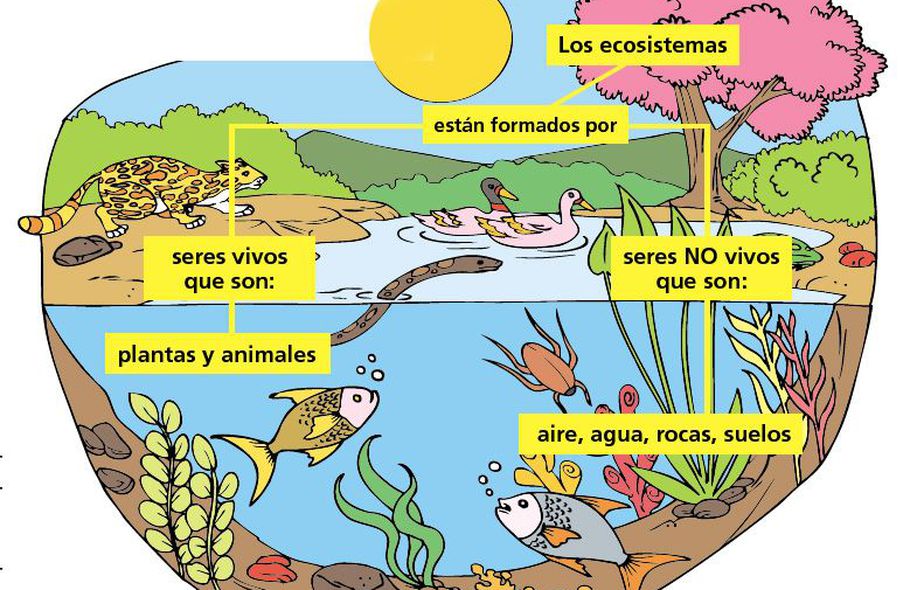 Los ecosistemas
están formados por
seres vivos
que son:
seres NO vivos
que son:
plantas y animales
aire, agua, rocas, suelos